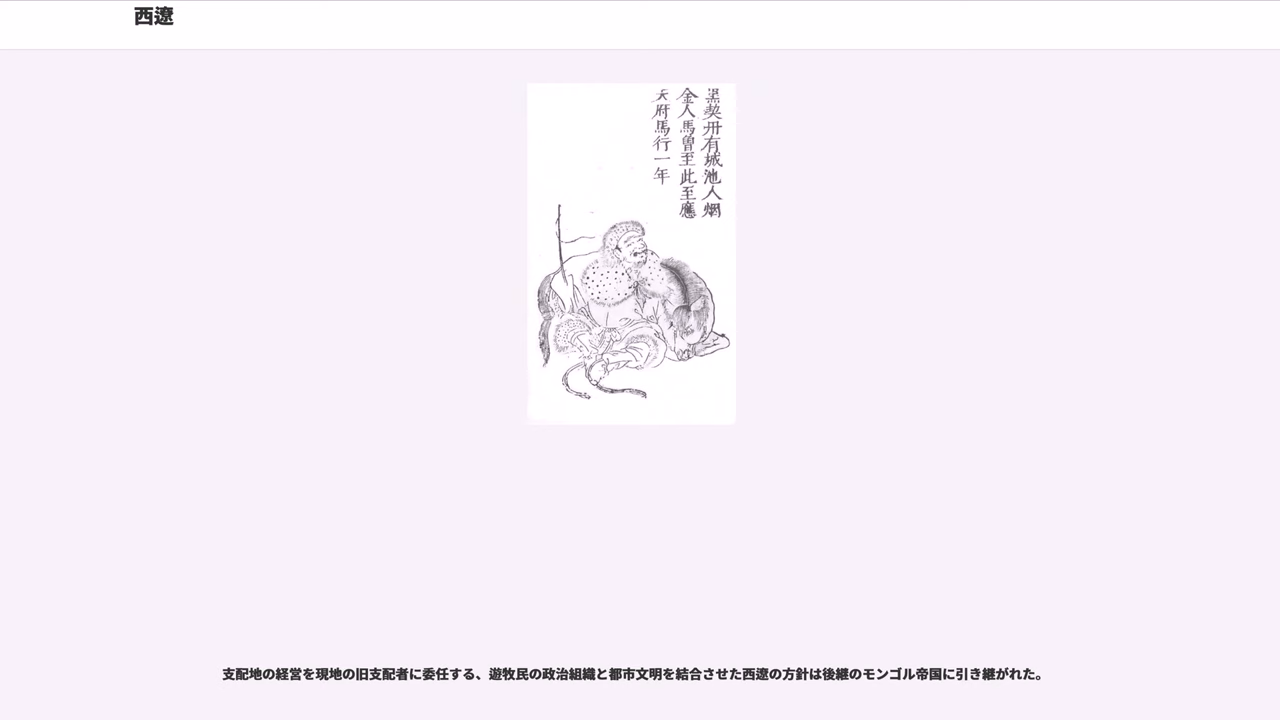 西遼
黒契丹有城池人烟
金人馬曽至此至應
天府馬行一年
支配地の経営を現地の旧支配者に委任する、遊牧民の政治組織と都市文明を結合させた西遼の方針は後継のモンゴル帝国に引き継がれた。